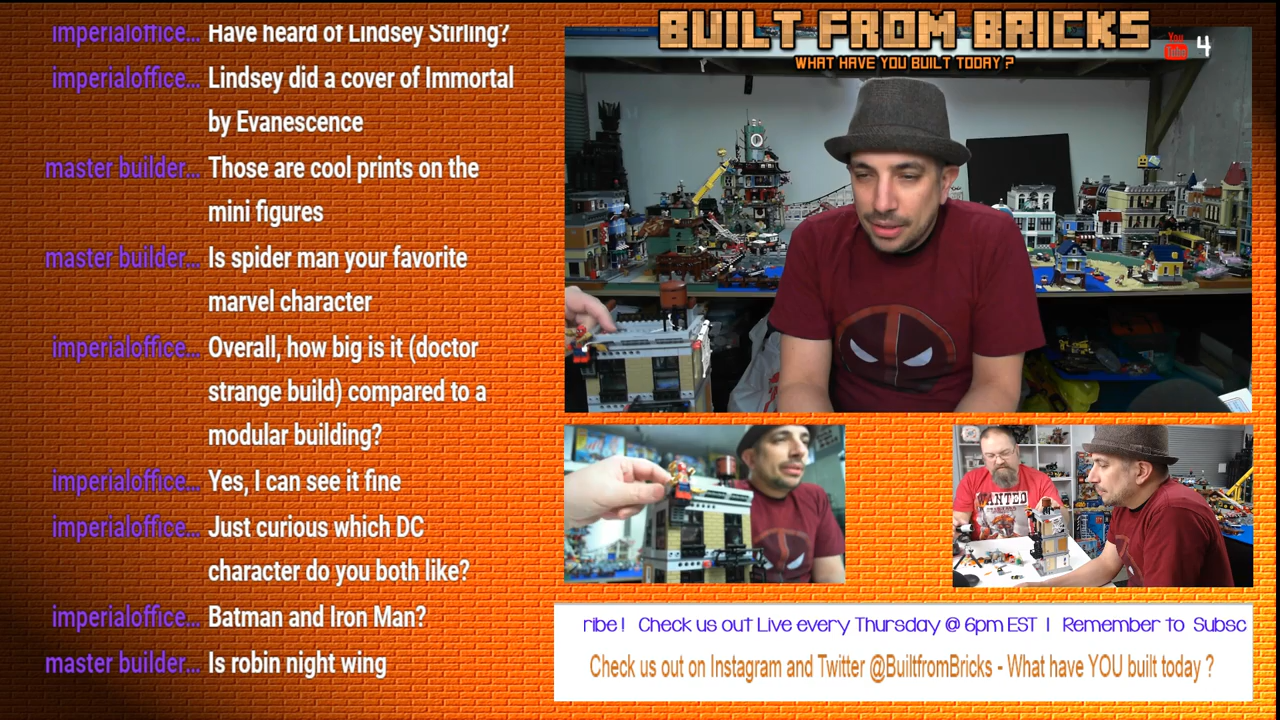 imperialoffice... Have heard of Lindsey Stirling?
imperialoffice... Lindsey did a cover of Immortal
by Evanescence
master builder... Those are cool prints on the
mini figures
master builder... Is spider man your favorite
marvel character
imperialoffice... Overall, how big is it (doctor
strange build) compared to a
modular building?
imperialoffice... Yes, I can see it fine
imperialoffice... Just curious which DC
character do you both like?
imperialoffice... Batman and Iron Man?
master builder... Is robin night wing
BUILT FROM BRICKS
WHAT HAVE YOU BUILT TODAY ?
You Tube 4
WANTED
ribe ! Check us out Live every Thursday @ 6pm EST | Remember to Subsc
Check us out on Instagram and Twitter @BuiltfromBricks - What have YOU built today ?